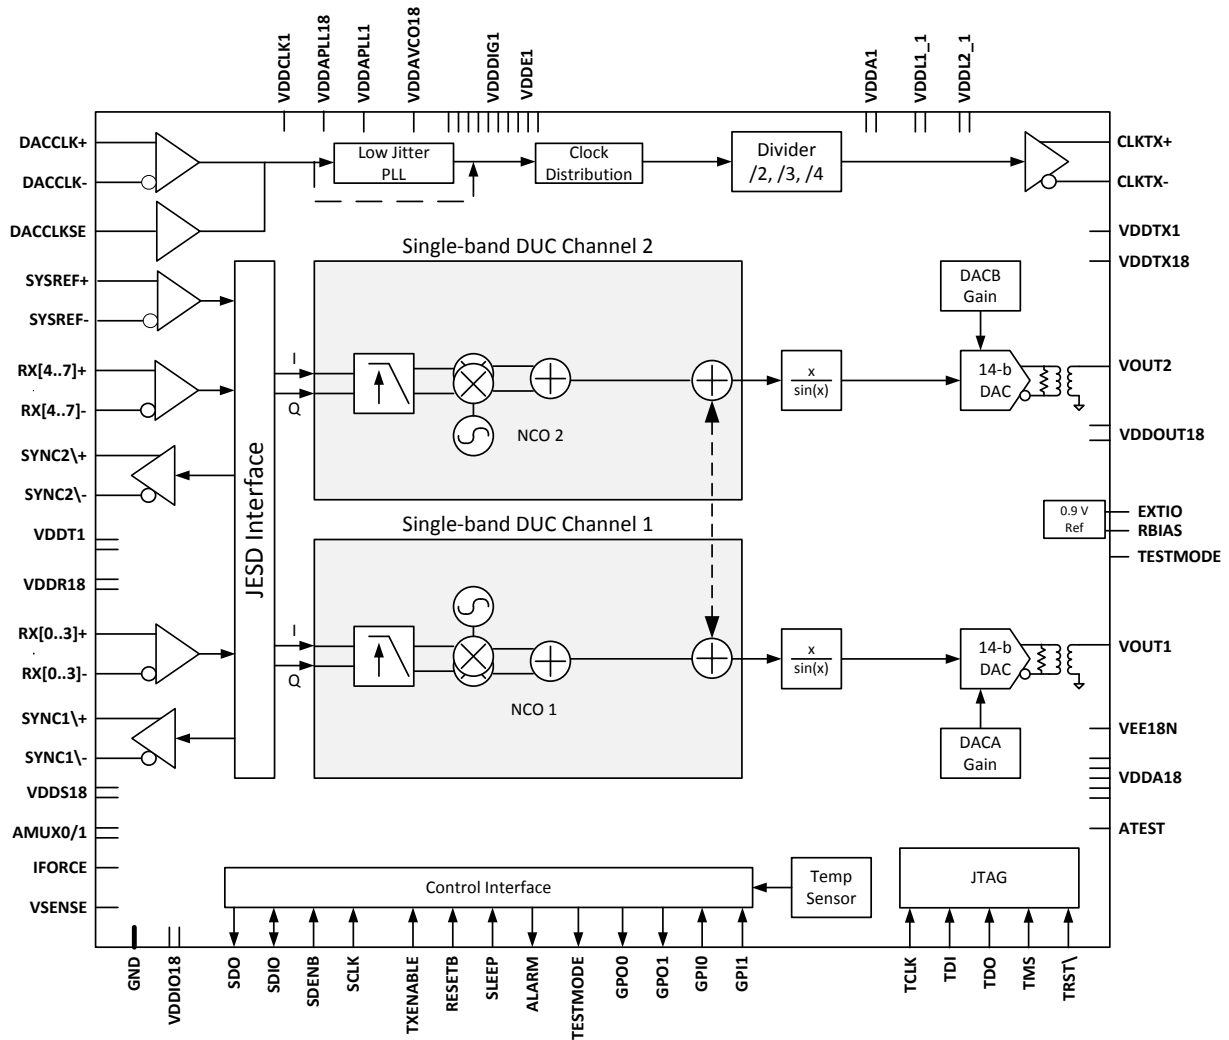 VDDCLK1
VDDAPLL18
VDDAPLL1
VDDAVCO18
VDDDIG1
VDDE1
VDDA1
VDDL1_1
VDDL2_1
DACCLK+
DACCLK-
DACCLKSE
Low Jitter
PLL
Clock
Distribution
Divider
/2, /3, /4
CLKTX+
CLKTX-
VDDTX1
VDDTX18
SYSREF+
SYSREF-
RX[4..7]+
RX[4..7]-
SYNC2\+
SYNC2\-
VDDT1
VDDR18
RX[0..3]+
RX[0..3]-
SYNC1\+
SYNC1\-
VDDS18
AMUX0/1
IFORCE
VSENSE
JESD Interface
Single-band DUC Channel 2
I
Q
NCO 2
x
sin(x)
DACB
Gain
14-b
DAC
VOUT2
VDDOUT18
0.9 V
Ref
EXTIO
RBIAS
TESTMODE
Single-band DUC Channel 1
I
Q
NCO 1
x
sin(x)
14-b
DAC
DACA
Gain
VOUT1
VEE18N
VDDA18
ATEST
Control Interface
Temp
Sensor
JTAG
GND
VDDIO18
SDO
SDIO
SDENB
SCLK
TXENABLE
RESETB
SLEEP
ALARM
TESTMODE
GPO0
GPO1
GPI0
GPI1
TCLK
TDI
TDO
TMS
TRST\